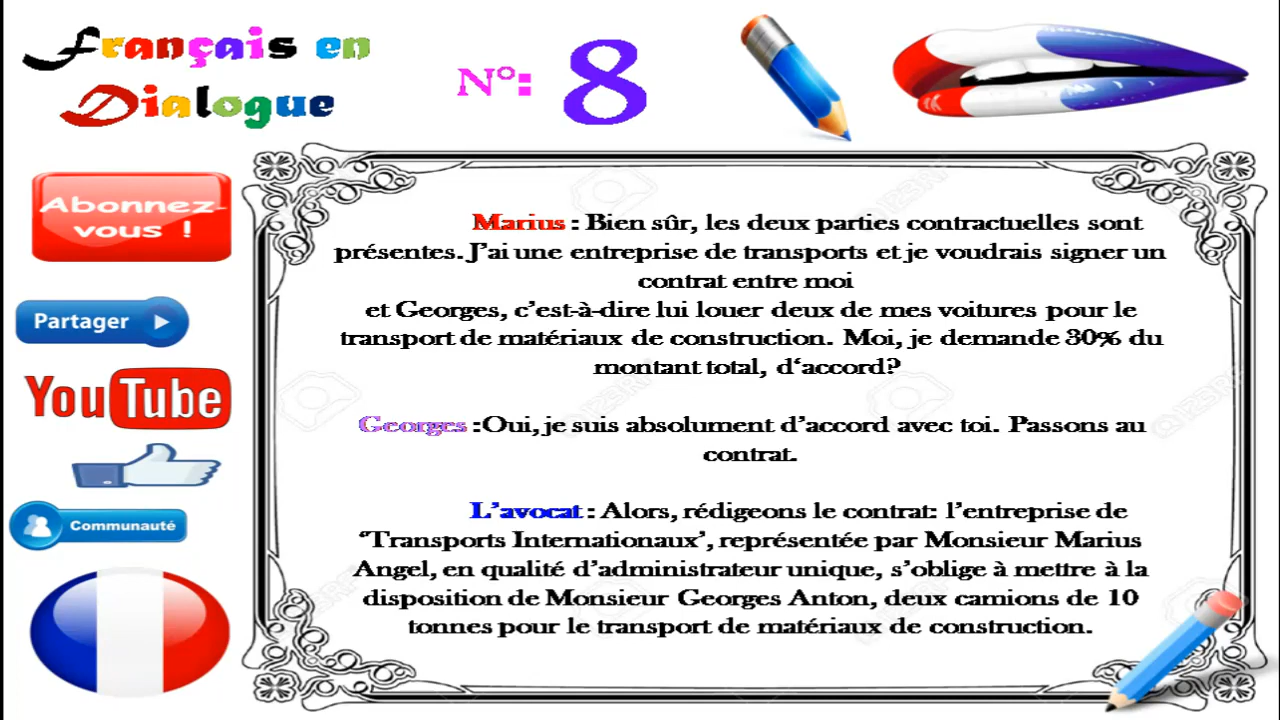 Français en
Dialogue
N°: 8
Abonnez-
vous !
Partager
YouTube
Communauté
Marius : Bien sûr, les deux parties contractuelles sont
présentes. J'ai une entreprise de transports et je voudrais signer un
contrat entre moi
et Georges, c'est-à-dire lui louer deux de mes voitures pour le
transport de matériaux de construction. Moi, je demande 30% du
montant total, d'accord?
Georges :Oui, je suis absolument d'accord avec toi. Passons au
contrat.
L'avocat : Alors, rédigeons le contrat: l'entreprise de
‘Transports Internationaux’, représentée par Monsieur Marius
Angel, en qualité d'administrateur unique, s'oblige à mettre à la
disposition de Monsieur Georges Anton, deux camions de 10
tonnes pour le transport de matériaux de construction.